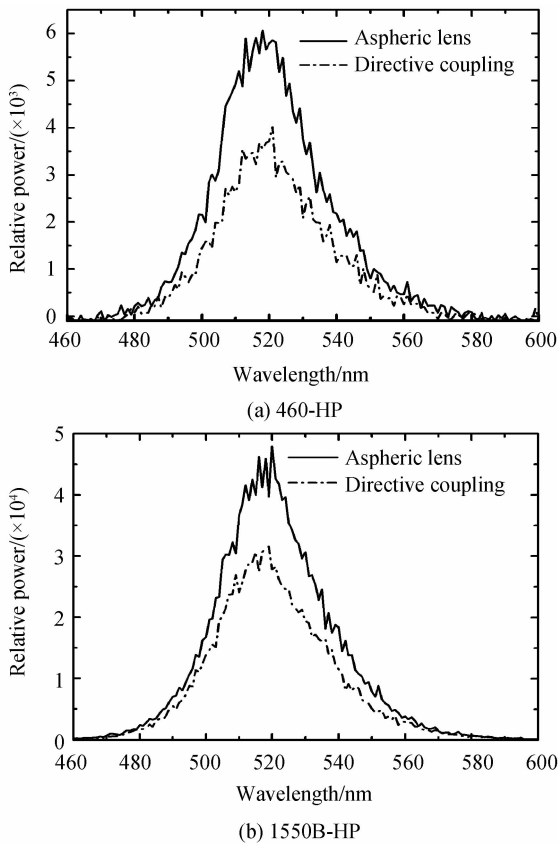 6
5
4
3
2
1
0
Relative power/(×10³)
Aspheric lens
Directive coupling
460 480 500 520 540 560 580 600
Wavelength/nm
(a) 460-HP
5
4
3
2
1
0
Relative power/(×10⁴)
Aspheric lens
Directive coupling
460 480 500 520 540 560 580 600
Wavelength/nm
(b) 1550B-HP